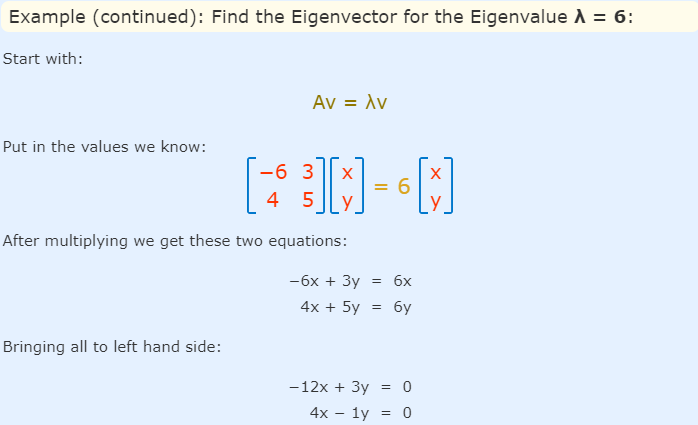 Example (continued): Find the Eigenvector for the Eigenvalue λ = 6:
Start with:
Av = λv
Put in the values we know:
[−6 3] [x] = 6 [x]
[4 5] [y] [y]
After multiplying we get these two equations:
−6x + 3y = 6x
4x + 5y = 6y
Bringing all to left hand side:
−12x + 3y = 0
4x − 1y = 0